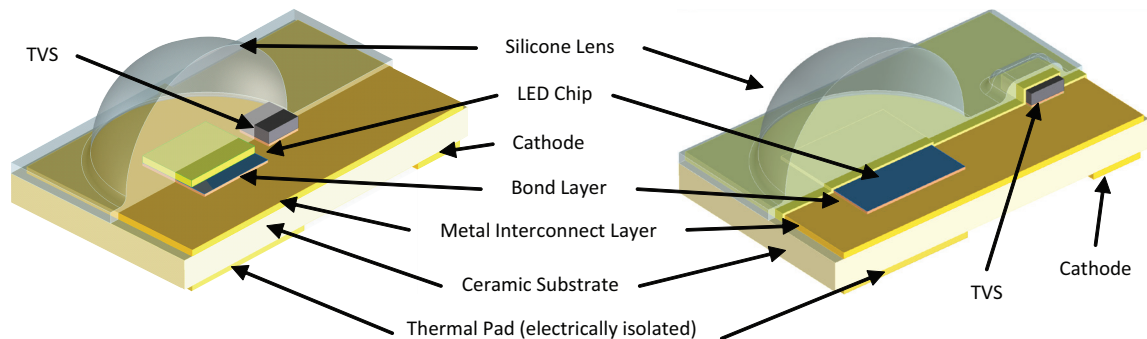 TVS
Silicone Lens
LED Chip
Cathode
Bond Layer
Metal Interconnect Layer
Ceramic Substrate
Thermal Pad (electrically isolated)
TVS
Cathode